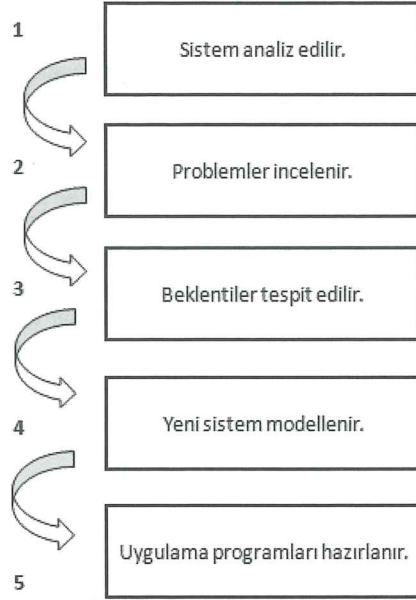 1
Sistem analiz edilir.
2
Problemler incelenir.
3
Beklentiler tespit edilir.
4
Yeni sistem modellenir.
5
Uygulama programları hazırlanır.